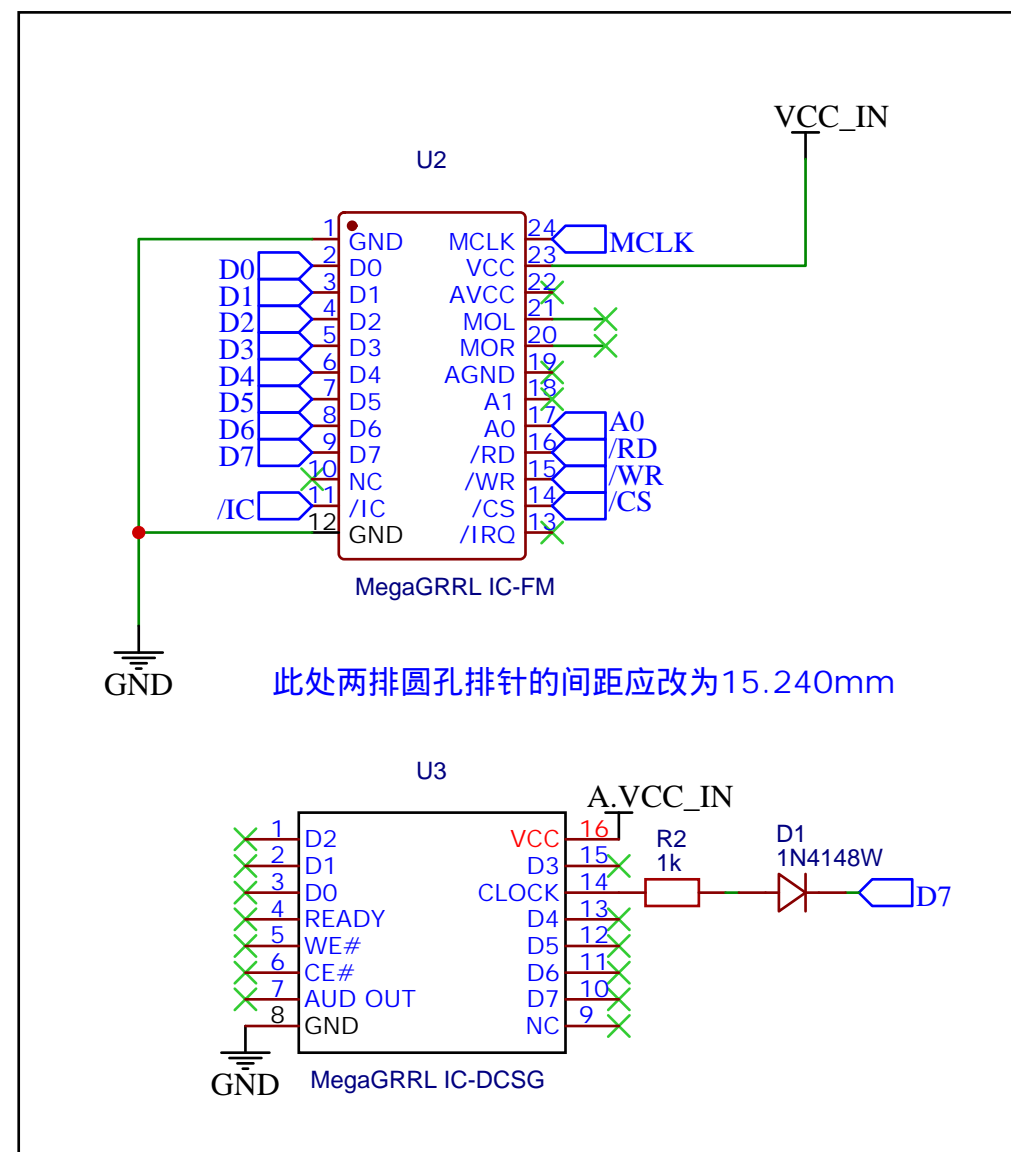 VCC_IN
U2
1 GND MCLK 24 MCLK
D0 2 D0 VCC 23
D1 3 D1 AVCC 22
D2 4 D2 MOL 21
D3 5 D3 MOR 20
D4 6 D4 AGND 19
D5 7 D5 A1 18
D6 8 D6 A0 17 A0
D7 9 D7 /RD 16 /RD
10 NC /WR 15 /WR
/IC 11 /IC /CS 14 /CS
12 GND /IRQ 13
MegaGRRL IC-FM
GND
此处两排圆孔排针的间距应改为15.240mm
U3
A.VCC_IN
1 D2 VCC 16
2 D1 D3 15
3 D0 CLOCK 14
R2
1k
D1
1N4148W
D7
4 READY D4 13
5 WE# D5 12
6 CE# D6 11
7 AUD OUT D7 10
8 GND NC 9
GND
MegaGRRL IC-DCSG